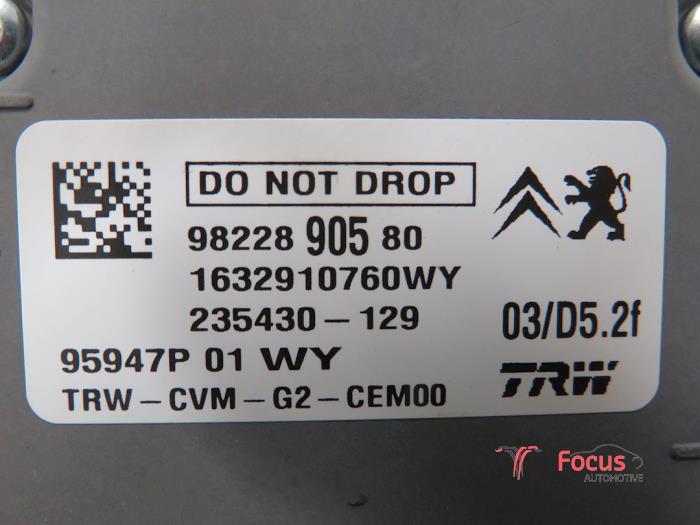 DO NOT DROP
98228 905 80
1632910760WY
235430-129
03/D5.2f
95947P 01 WY
TRW
TRW-CVM-G2-CEM00
Focus
AUTOMOTIVE